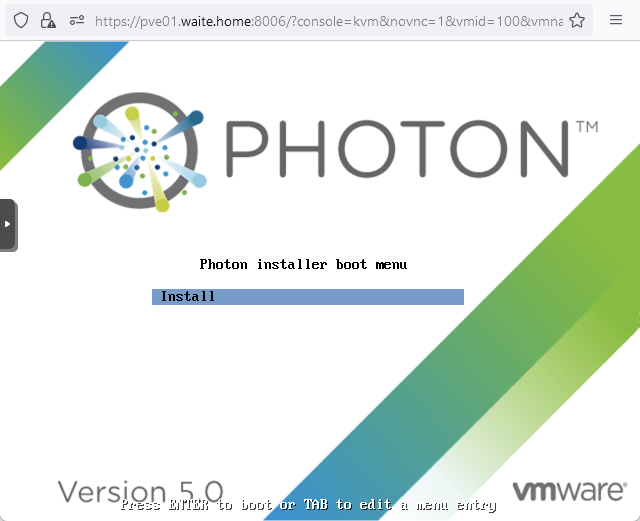 https://pve01.waite.home:8006/?console=kvm&novnc=1&vmid=100&vmna
PHOTON™
Photon installer boot menu
Install
Version 5.0
Press ENTER to boot or TAB to edit a menu entry
vmware®